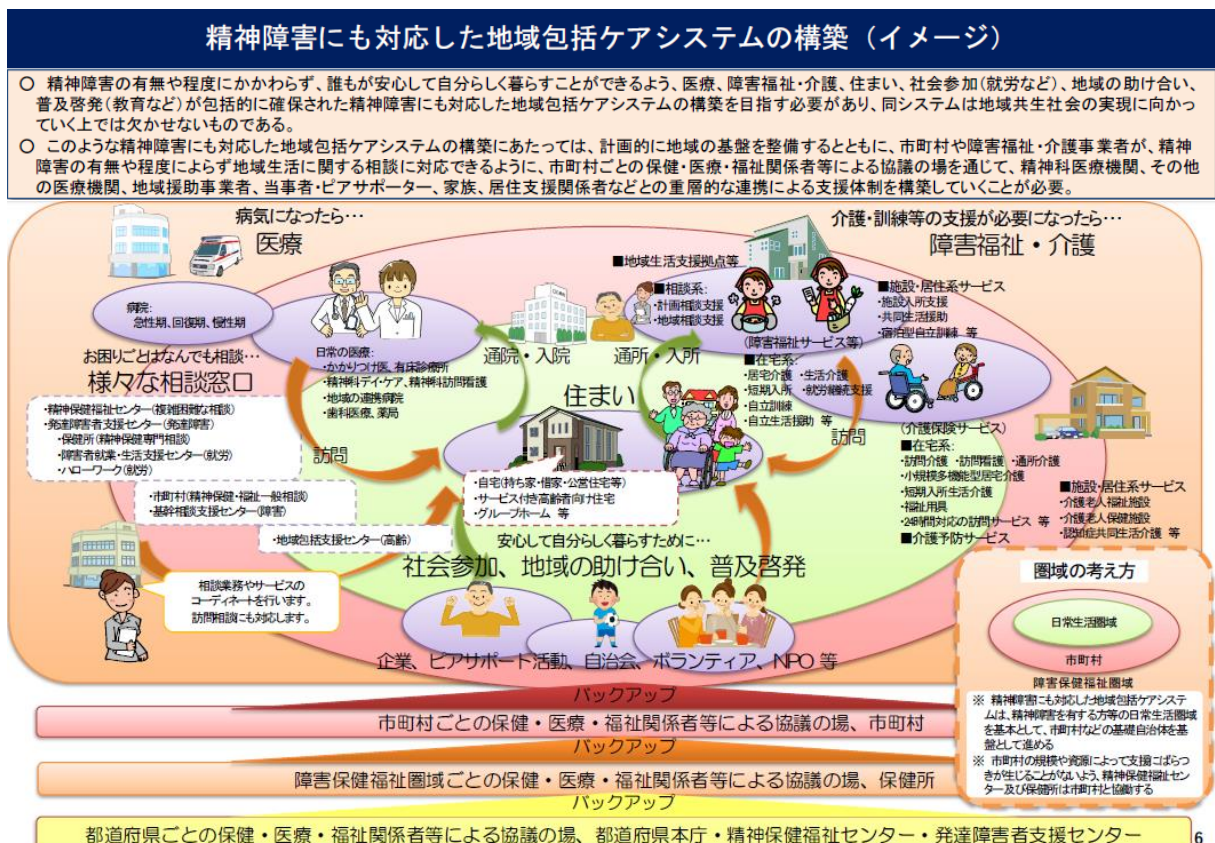 精神障害にも対応した地域包括ケアシステムの構築（イメージ）
○ 精神障害の有無や程度にかかわらず、誰もが安心して自分らしく暮らすことができるよう、医療、障害福祉・介護、住まい、社会参加（就労など）、地域の助け合い、
普及啓発（教育など）が包括的に確保された精神障害にも対応した地域包括ケアシステムの構築を目指す必要があり、同システムは地域共生社会の実現に向かっ
ていく上では欠かせないものである。
○ このような精神障害にも対応した地域包括ケアシステムの構築にあたっては、計画的に地域の基盤を整備するとともに、市町村や障害福祉・介護事業者が、精神
障害の有無や程度によらず地域生活に関する相談に対応できるように、市町村ごとの保健・医療・福祉関係者等による協議の場を通じて、精神科医療機関、その他
の医療機関、地域援助事業者、当事者・ピアサポーター、家族、居住支援関係者などとの重層的な連携による支援体制を構築していくことが必要。
病気になったら…
医療
病院：
急性期、回復期、慢性期
日常の医療：
・かかりつけ医、有床診療所
・精神科デイ・ケア、精神科訪問看護
・地域の連携病院
・歯科医療、薬局
お困りごとはなんでも相談…
様々な相談窓口
・精神保健福祉センター（複雑困難な相談）
・発達障害者支援センター（発達障害）
・保健所（精神保健専門相談）
・障害者就業・生活支援センター（就労）
・ハローワーク（就労）
・市町村（精神保健・福祉一般相談）
・基幹相談支援センター（障害）
・地域包括支援センター（高齢）
相談業務やサービスの
コーディネートを行います。
訪問相談にも対応します。
訪問
通院・入院
通所・入所
訪問
住まい
・自宅（持ち家・借家・公営住宅等）
・サービス付き高齢者向け住宅
・グループホーム 等
介護・訓練等の支援が必要になったら…
障害福祉・介護
■地域生活支援拠点等
■相談系：
・計画相談支援
・地域相談支援
（障害福祉サービス等）
■在宅系：
・居宅介護 ・生活介護
・短期入所 ・就労継続支援
・自立訓練
・自立生活援助 等
■施設・居住系サービス
・施設入所支援
・共同生活援助
・宿泊型自立訓練 等
（介護保険サービス）
■在宅系：
・訪問介護 ・訪問看護 ・通所介護
・小規模多機能型居宅介護
・短期入所生活介護
・福祉用具
・24時間対応の訪問サービス 等
■介護予防サービス
■施設・居住系サービス
・介護老人福祉施設
・介護老人保健施設
・認知症共同生活介護 等
安心して自分らしく暮らすために…
社会参加、地域の助け合い、普及啓発
企業、ピアサポート活動、自治会、ボランティア、NPO 等
圏域の考え方
日常生活圏域
市町村
障害保健福祉圏域
※ 精神障害にも対応した地域包括ケアシステ
ムは、精神障害を有する方等の日常生活圏域
を基本として、市町村などの基礎自治体を基
盤として進める
※ 市町村の規模や資源によって支援にばらつ
きが生じることがないよう、精神保健福祉セン
ター及び保健所は市町村と協働する
バックアップ
市町村ごとの保健・医療・福祉関係者等による協議の場、市町村
バックアップ
障害保健福祉圏域ごとの保健・医療・福祉関係者等による協議の場、保健所
バックアップ
都道府県ごとの保健・医療・福祉関係者等による協議の場、都道府県本庁・精神保健福祉センター・発達障害者支援センター
6